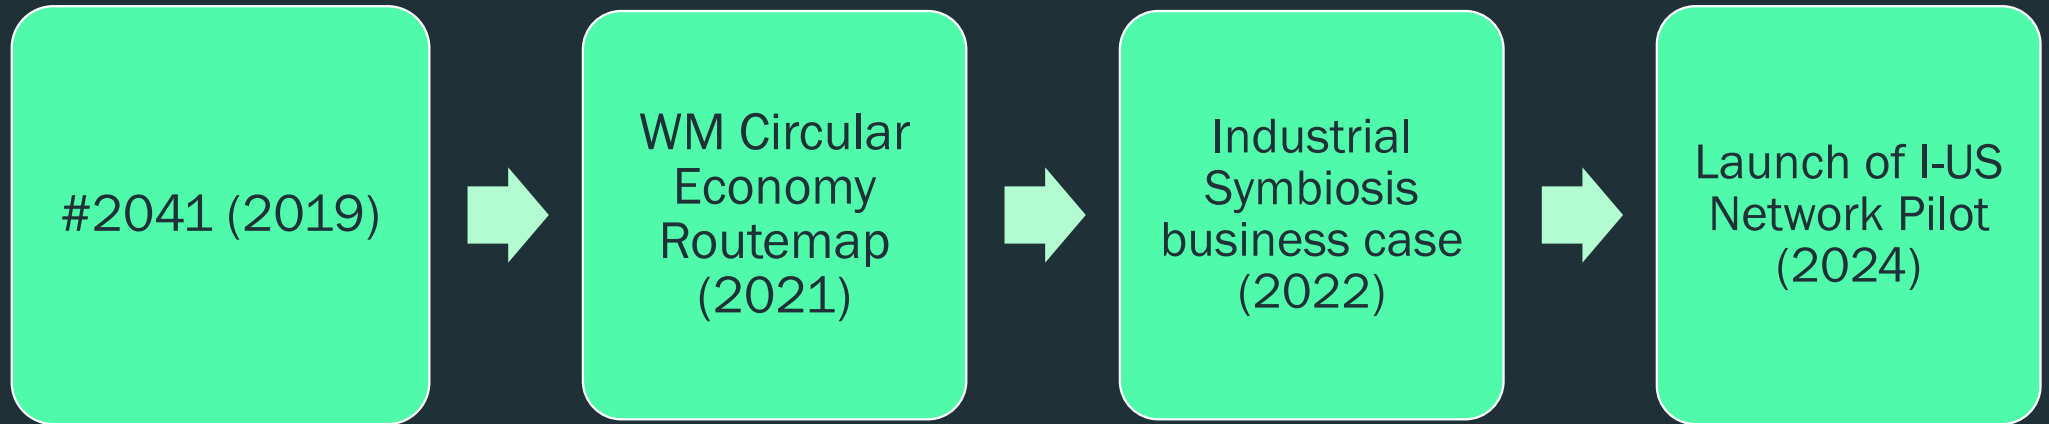 #2041 (2019)
WM Circular
Economy
Routemap
(2021)
Industrial
Symbiosis
business case
(2022)
Launch of I-US
Network Pilot
(2024)